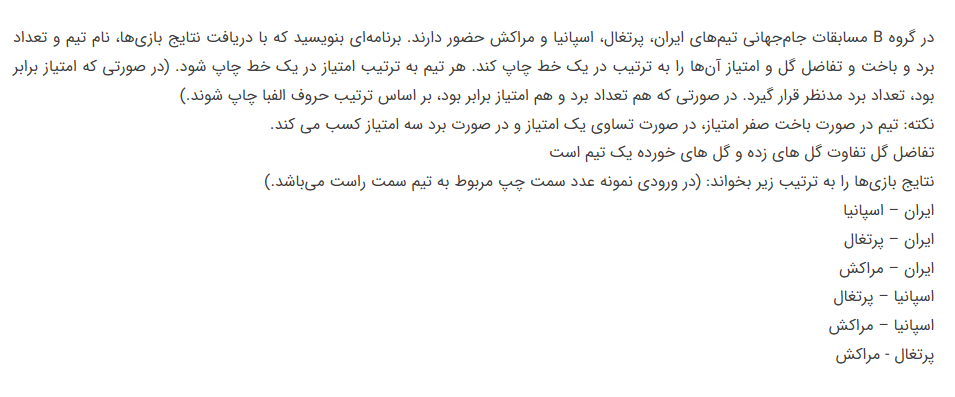 در گروه B مسابقات جام‌جهانی تیم‌های ایران، پرتغال، اسپانیا و مراکش حضور دارند. برنامه‌ای بنویسید که با دریافت نتایج بازی‌ها، نام تیم و تعداد
برد و باخت و تفاضل گل و امتیاز آن‌ها را به ترتیب در یک خط چاپ کند. هر تیم به ترتیب امتیاز در یک خط چاپ شود. (در صورتی که امتیاز برابر
بود، تعداد برد مدنظر قرار گیرد. در صورتی که هم تعداد برد و هم امتیاز برابر بود، بر اساس ترتیب حروف الفبا چاپ شوند.)
نکته: تیم در صورت باخت صفر امتیاز، در صورت تساوی یک امتیاز و در صورت برد سه امتیاز کسب می کند.
تفاضل گل تفاوت گل های زده و گل های خورده یک تیم است
نتایج بازی‌ها را به ترتیب زیر بخواند: (در ورودی نمونه عدد سمت چپ مربوط به تیم سمت راست می‌باشد.)
ایران – اسپانیا
ایران – پرتغال
ایران – مراکش
اسپانیا – پرتغال
اسپانیا – مراکش
پرتغال - مراکش